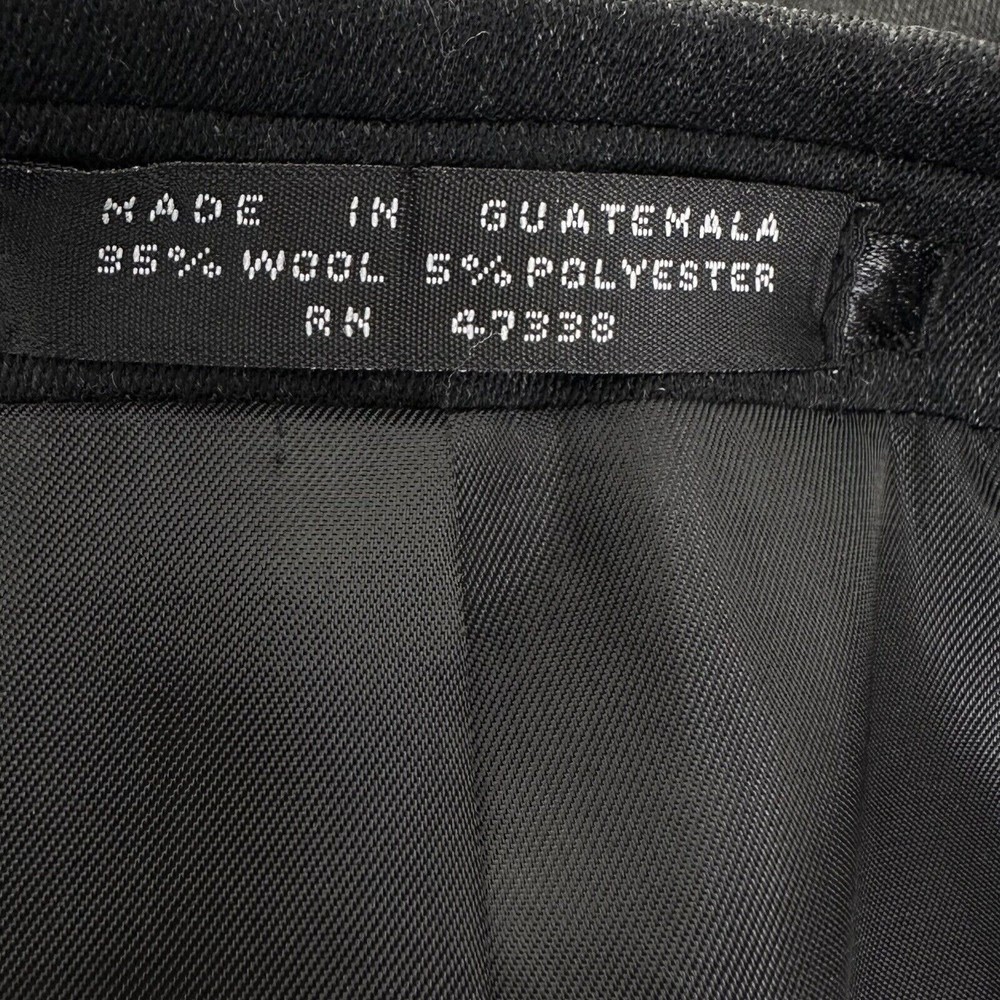 MADE IN GUATEMALA
95% WOOL 5% POLYESTER
RN 47338